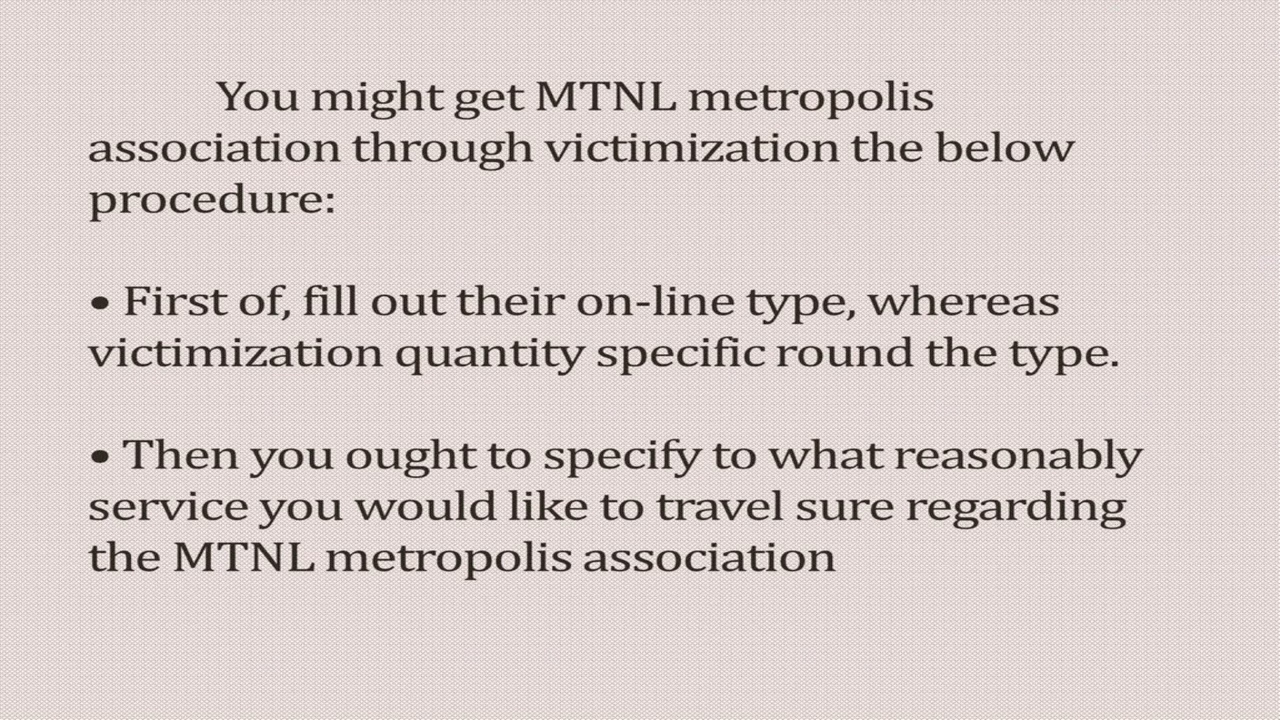 You might get MTNL metropolis
association through victimization the below
procedure:
• First of, fill out their on-line type, whereas
victimization quantity specific round the type.
• Then you ought to specify to what reasonably
service you would like to travel sure regarding
the MTNL metropolis association